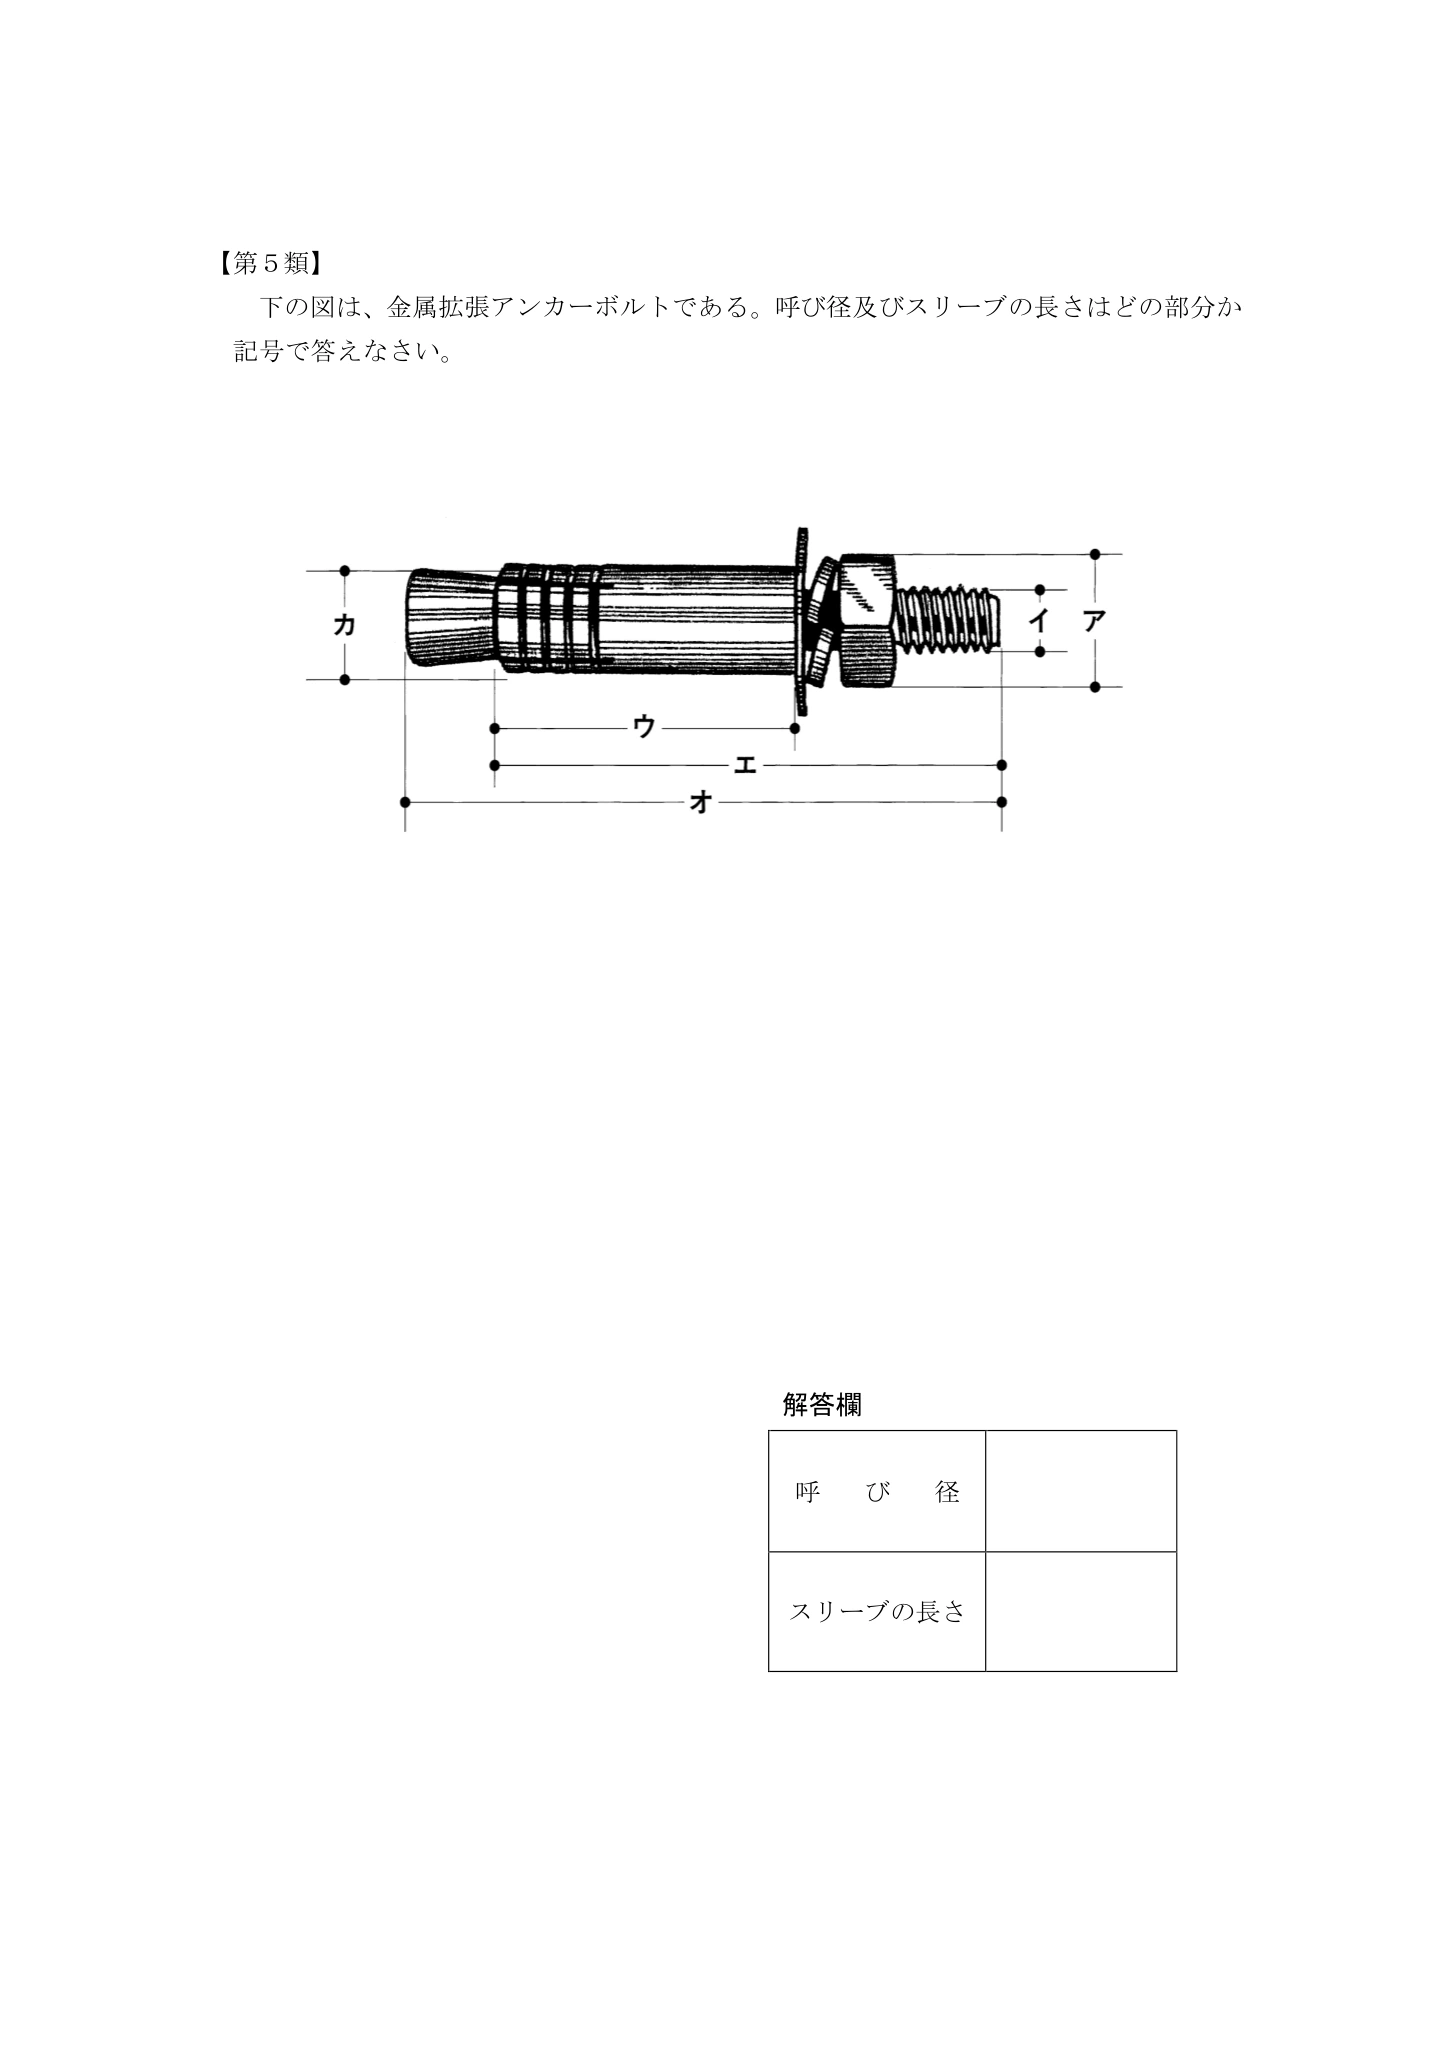 【第５類】
下の図は、金属拡張アンカーボルトである。呼び径及びスリーブの長さはどの部分か
記号で答えなさい。
カ
イ
ア
ウ
エ
オ
解答欄
呼び径
スリーブの長さ